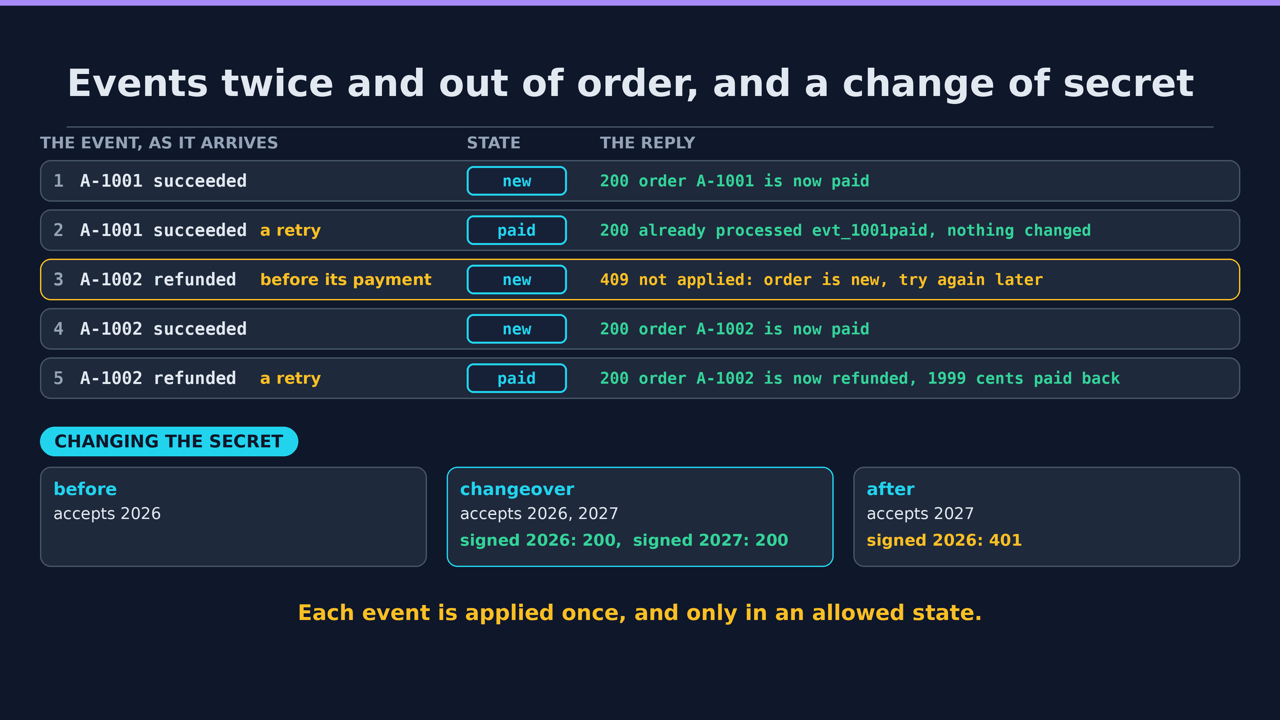 Events twice and out of order, and a change of secret
THE EVENT, AS IT ARRIVES STATE THE REPLY
1 A-1001 succeeded new 200 order A-1001 is now paid
2 A-1001 succeeded a retry paid 200 already processed evt_1001paid, nothing changed
3 A-1002 refunded before its payment new 409 not applied: order is new, try again later
4 A-1002 succeeded new 200 order A-1002 is now paid
5 A-1002 refunded a retry paid 200 order A-1002 is now refunded, 1999 cents paid back
CHANGING THE SECRET
before
accepts 2026
changeover
accepts 2026, 2027
signed 2026: 200, signed 2027: 200
after
accepts 2027
signed 2026: 401
Each event is applied once, and only in an allowed state.